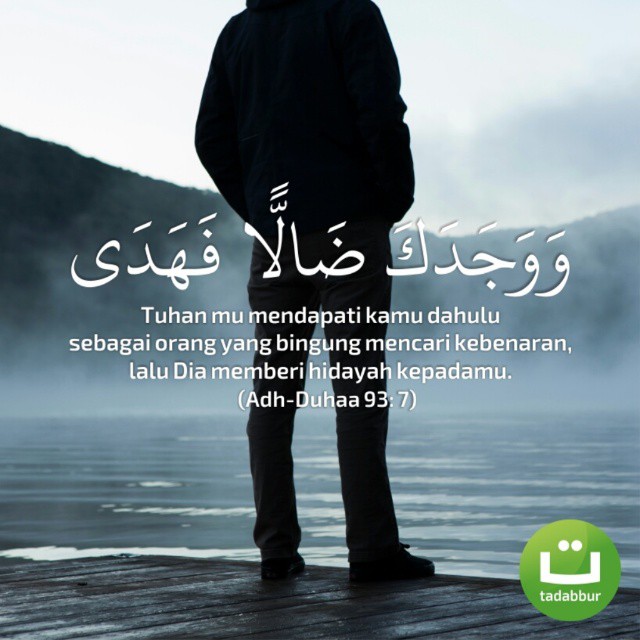 وَوَجَدَكَ ضَالًّا فَهَدَى
Tuhan mu mendapati kamu dahulu
sebagai orang yang bingung mencari kebenaran,
lalu Dia memberi hidayah kepadamu.
(Adh-Duhaa 93: 7)
ت
tadabbur